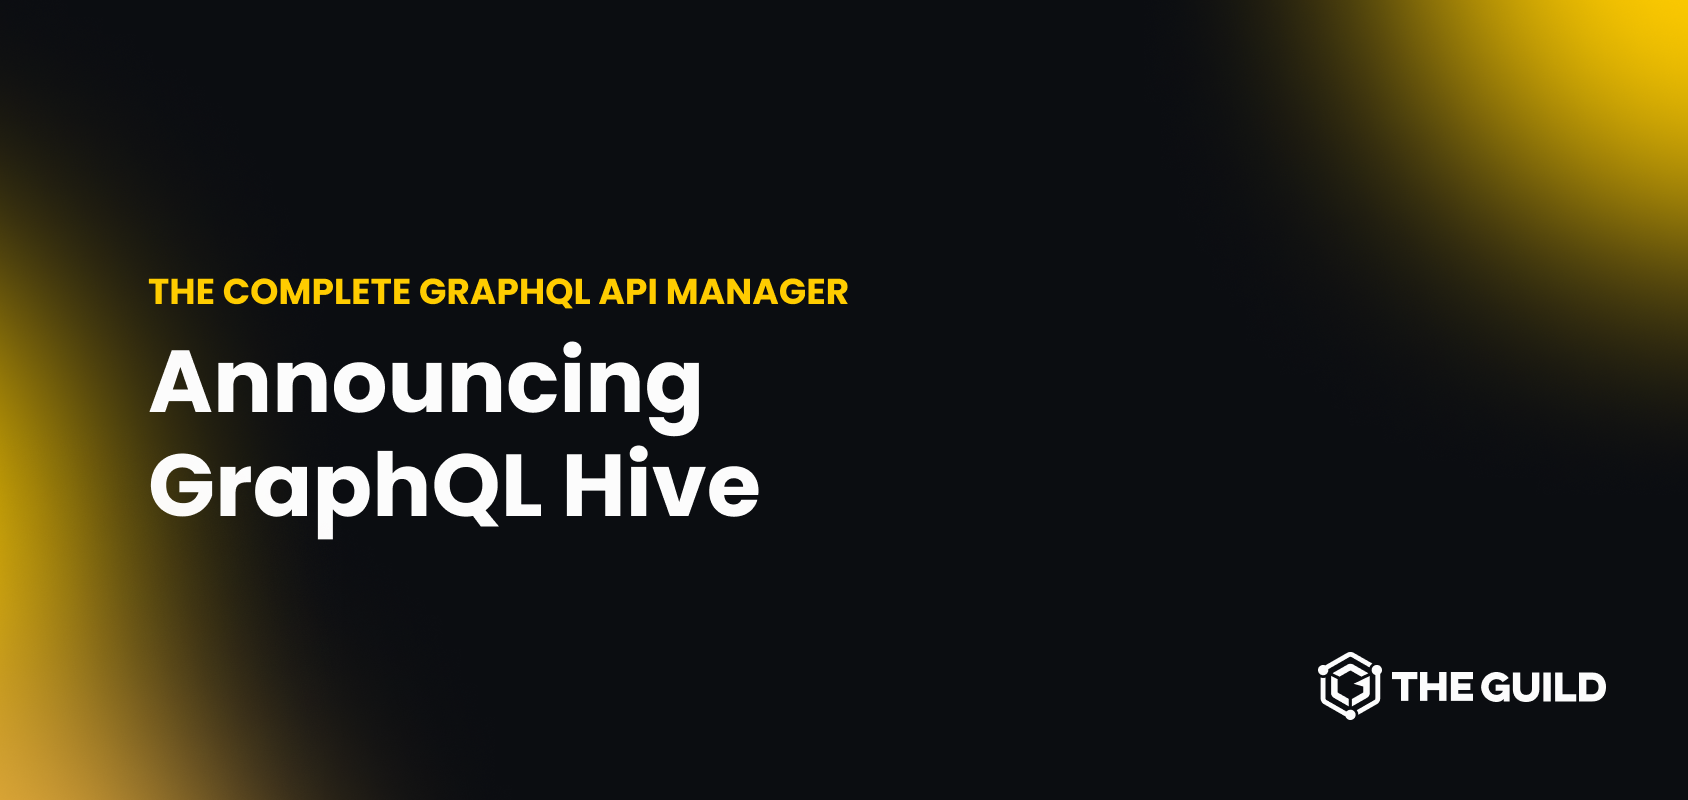 THE COMPLETE GRAPHQL API MANAGER
Announcing
GraphQL Hive
THE GUILD